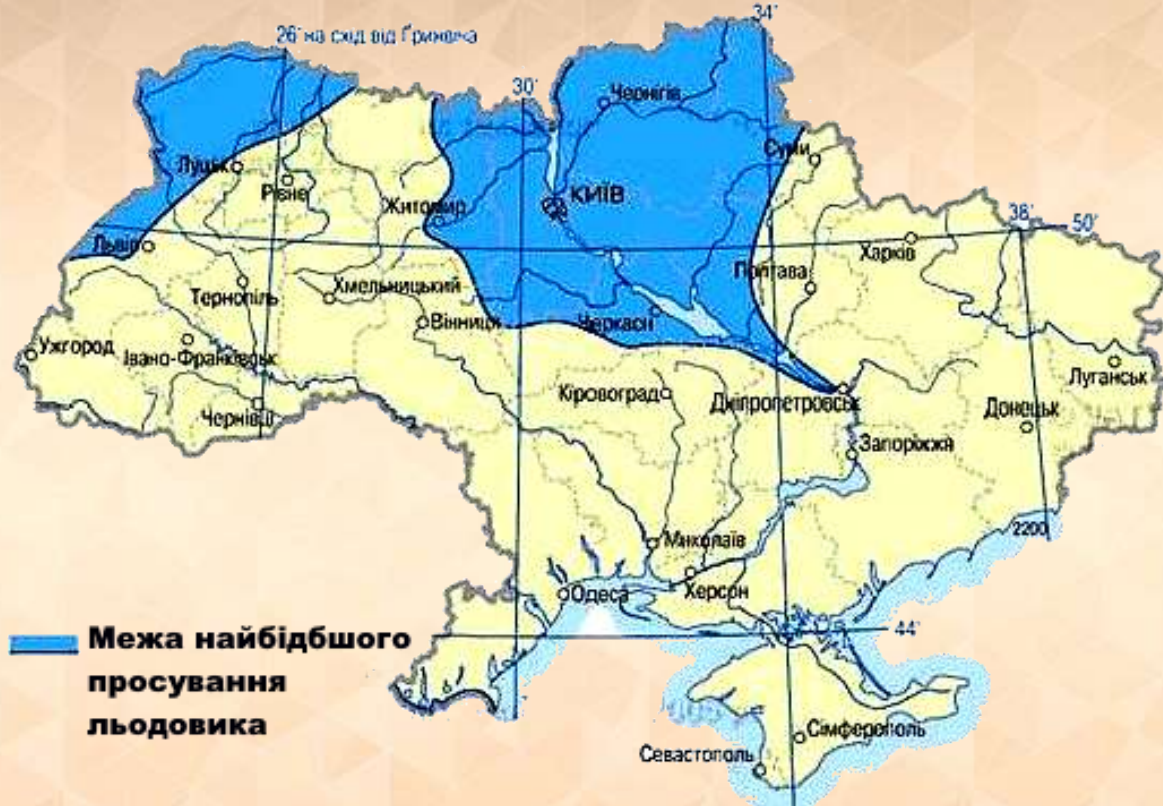 26° на схід від Ґринвіча
34°
30°
Чернігів
Суми
Луцьк
Рівне
КИЇВ
Житомир
38°
50°
Львів
Харків
Полтава
Тернопіль
Хмельницький
Черкаси
Вінниця
Ужгород
Івано-Франківськ
Луганськ
Кіровоград
Чернівці
Дніпропетровськ
Донецьк
Запоріжжя
2200
Миколаїв
Одеса
Херсон
44°
Межа найбідбшого
просування
льодовика
Сімферополь
Севастополь